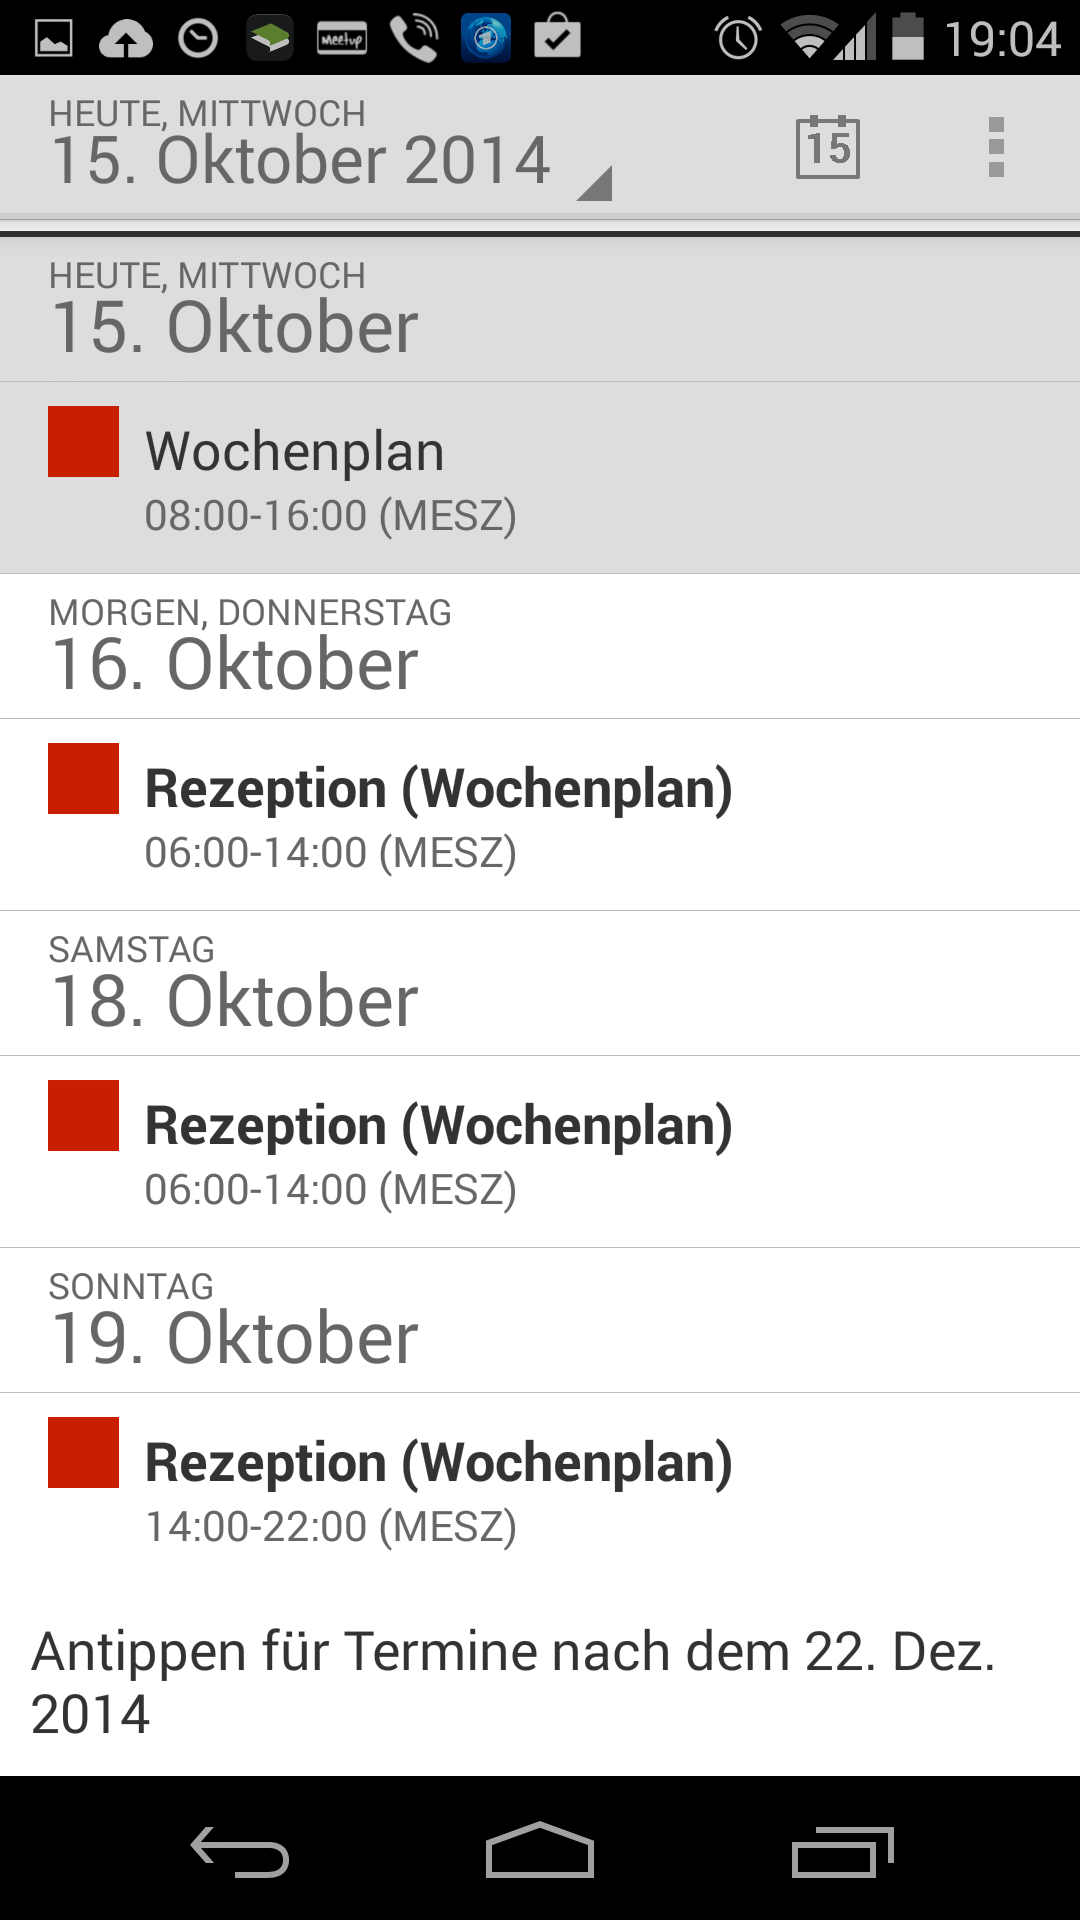 Meetup
19:04
HEUTE, MITTWOCH
15. Oktober 2014
15
HEUTE, MITTWOCH
15. Oktober
Wochenplan
08:00-16:00 (MESZ)
MORGEN, DONNERSTAG
16. Oktober
Rezeption (Wochenplan)
06:00-14:00 (MESZ)
SAMSTAG
18. Oktober
Rezeption (Wochenplan)
06:00-14:00 (MESZ)
SONNTAG
19. Oktober
Rezeption (Wochenplan)
14:00-22:00 (MESZ)
Antippen für Termine nach dem 22. Dez.
2014